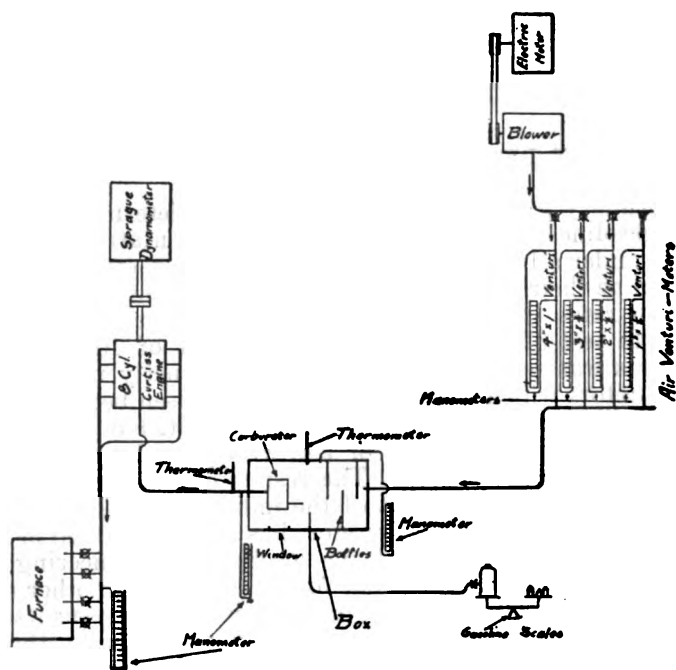 Electric
Motor
Blower
Sprague
Dynamometer
Venturi
Venturi
Venturi
Venturi
Air Venturi-Meters
8 Cyl.
Curtiss
Engine
Manometers
Carburator
Thermometer
Thermometer
Manometer
Window
Baffles
Furnace
Manometer
Box
Gasoline Scales